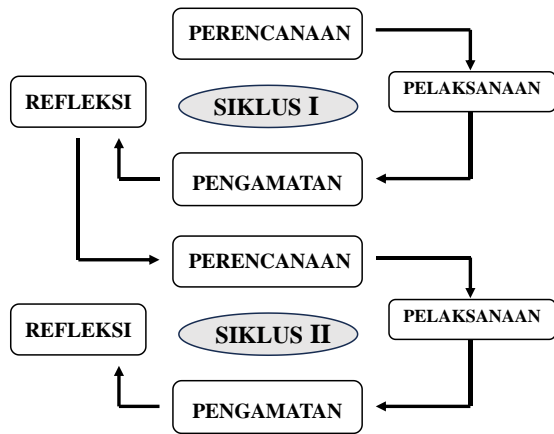 PERENCANAAN
PELAKSANAAN
REFLEKSI
SIKLUS I
PENGAMATAN
PERENCANAAN
PELAKSANAAN
REFLEKSI
SIKLUS II
PENGAMATAN